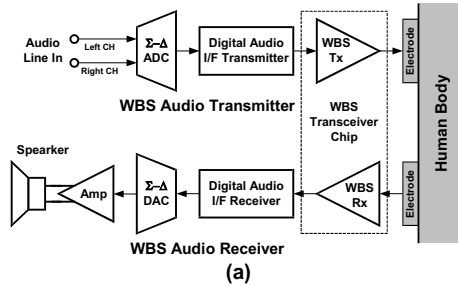 Audio
Line In
Left CH
Right CH
Σ-Δ
ADC
Digital Audio
I/F Transmitter
WBS
Tx
Electrode
WBS Audio Transmitter
WBS
Transceiver
Chip
Human Body
Spearker
Amp
Σ-Δ
DAC
Digital Audio
I/F Receiver
WBS
Rx
Electrode
WBS Audio Receiver
(a)